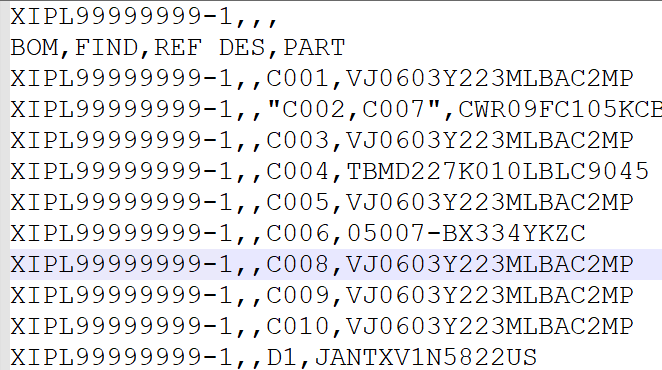 XIPL99999999-1,,,
BOM,FIND,REF DES,PART
XIPL99999999-1,,C001,VJ0603Y223MLBAC2MP
XIPL99999999-1,,"C002,C007",CWR09FC105KCB
XIPL99999999-1,,C003,VJ0603Y223MLBAC2MP
XIPL99999999-1,,C004,TBMD227K010LBLC9045
XIPL99999999-1,,C005,VJ0603Y223MLBAC2MP
XIPL99999999-1,,C006,05007-BX334YKZC
XIPL99999999-1,,C008,VJ0603Y223MLBAC2MP
XIPL99999999-1,,C009,VJ0603Y223MLBAC2MP
XIPL99999999-1,,C010,VJ0603Y223MLBAC2MP
XIPL99999999-1,,D1,JANTXV1N5822US